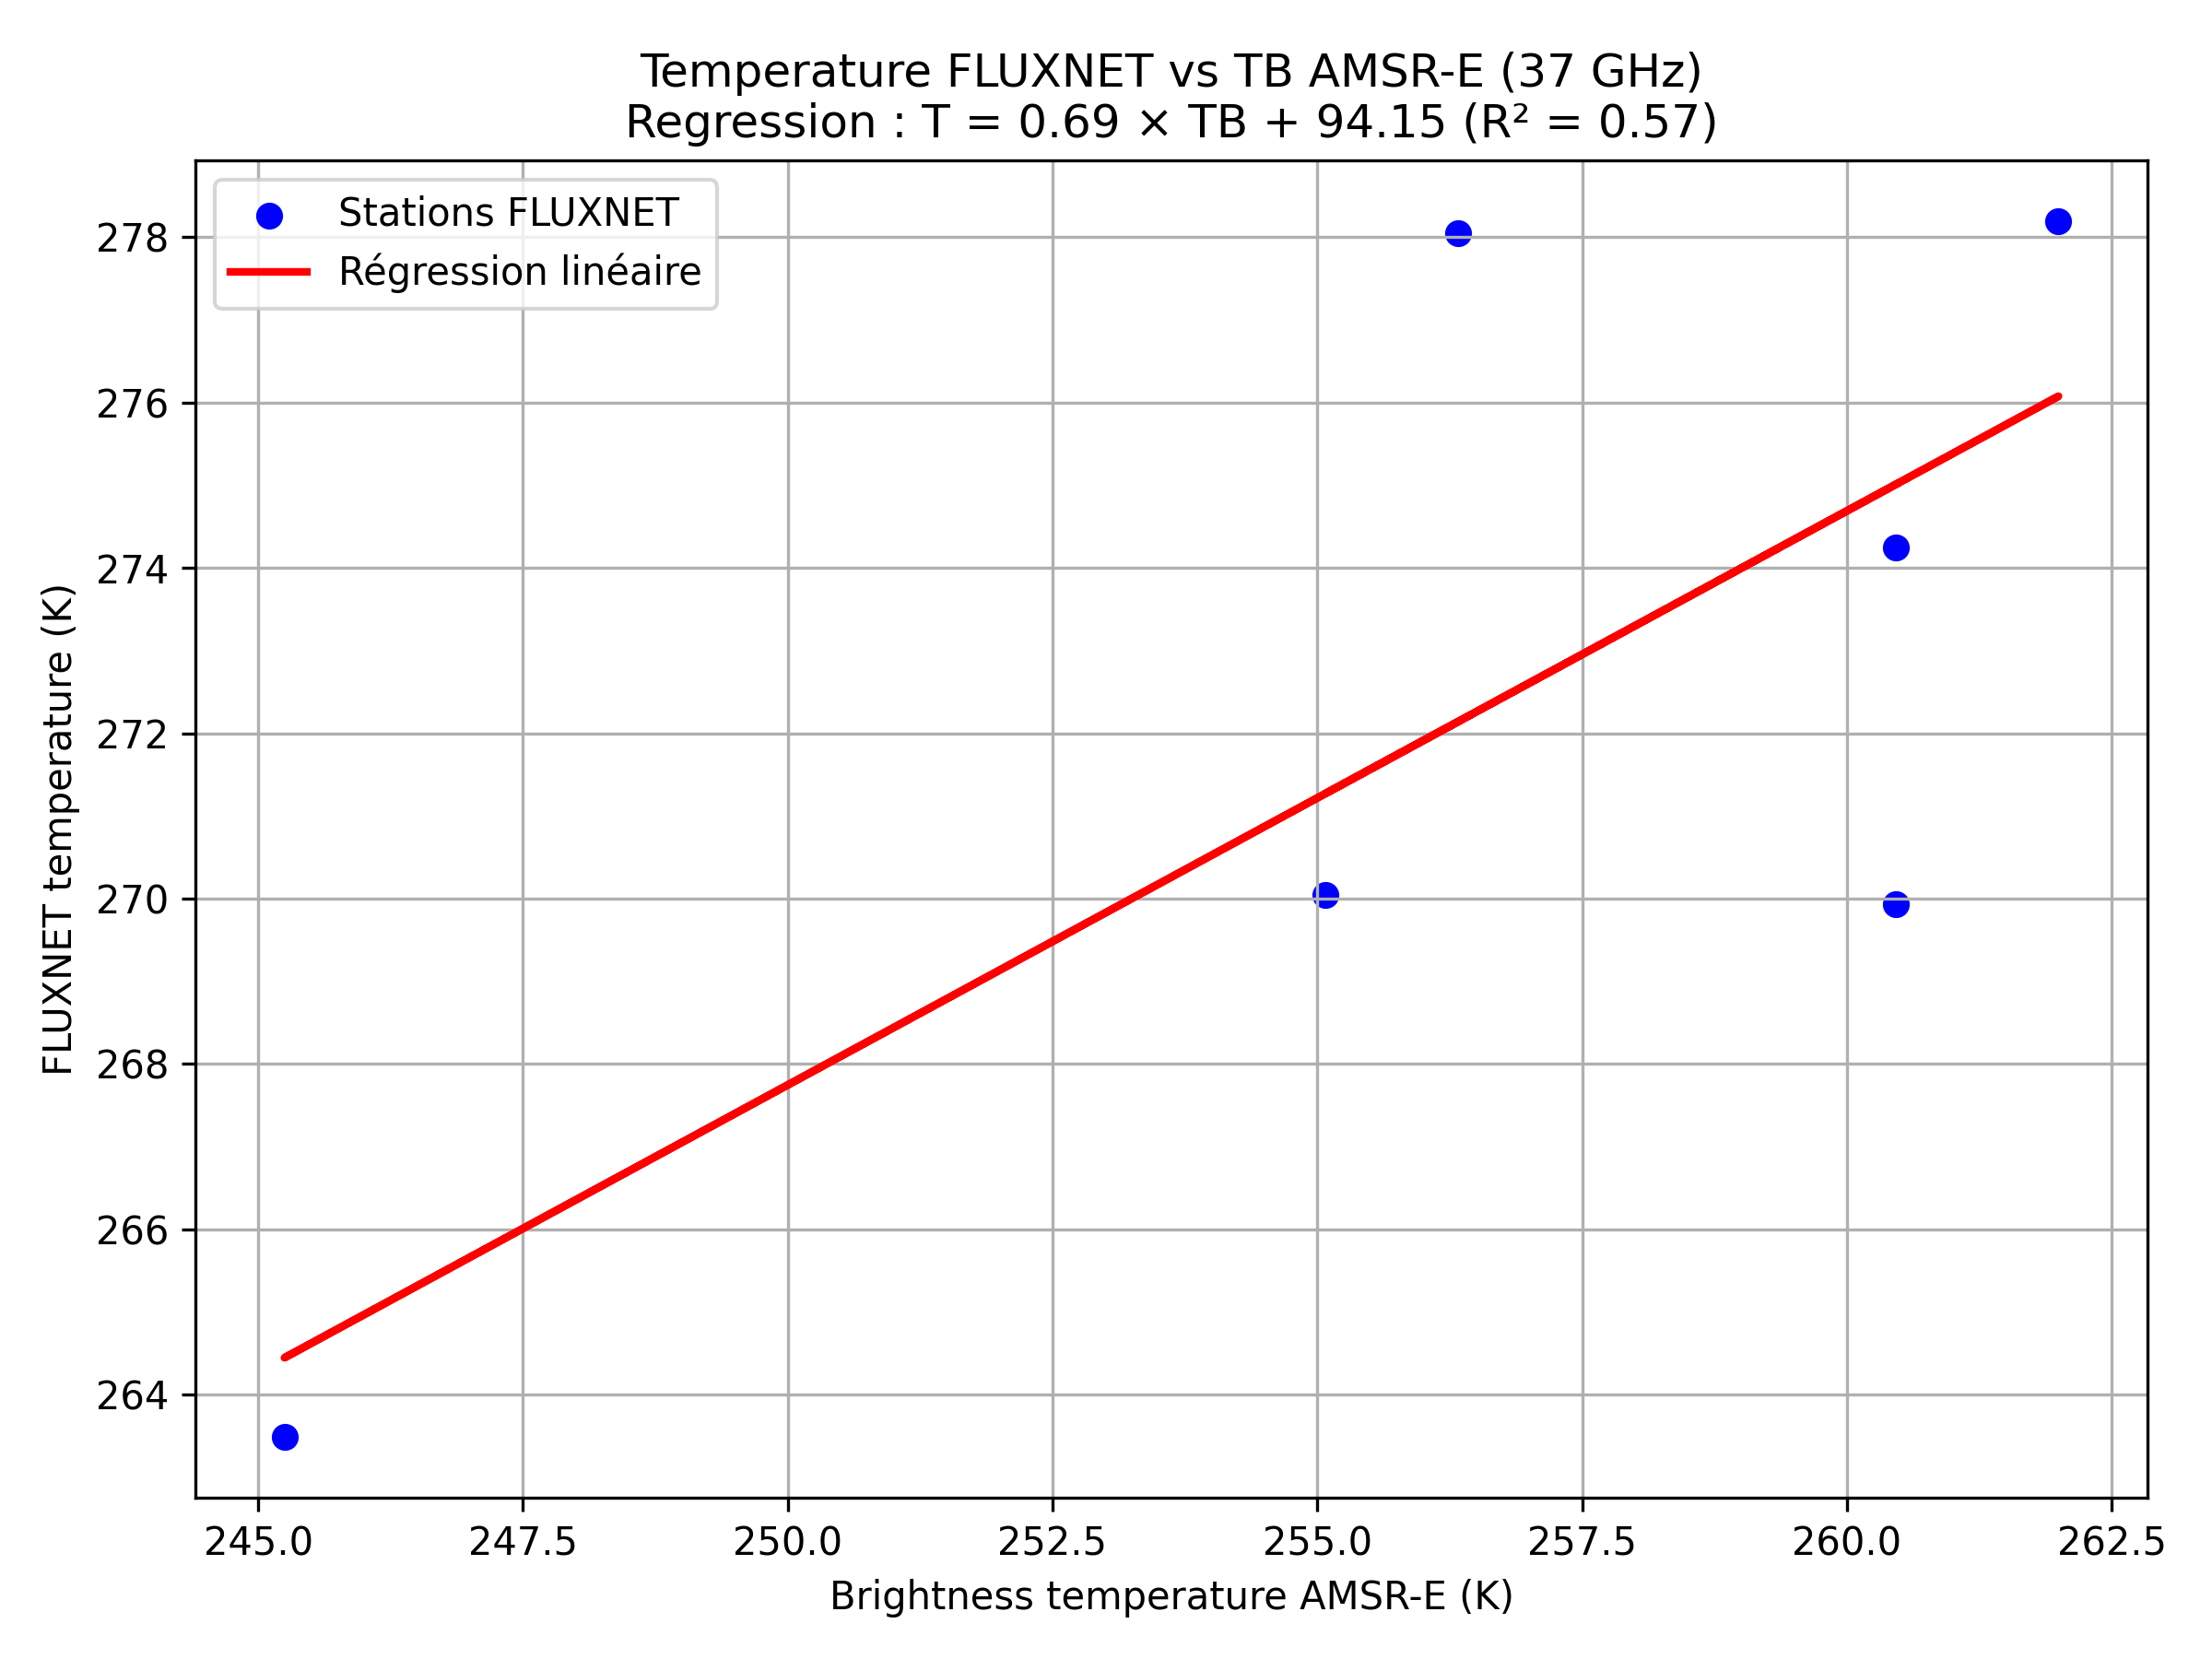 Temperature FLUXNET vs TB AMSR-E (37 GHz)
Regression : T = 0.69 × TB + 94.15 (R² = 0.57)
Stations FLUXNET
Régression linéaire
278
276
274
272
270
268
266
264
FLUXNET temperature (K)
245.0 247.5 250.0 252.5 255.0 257.5 260.0 262.5
Brightness temperature AMSR-E (K)